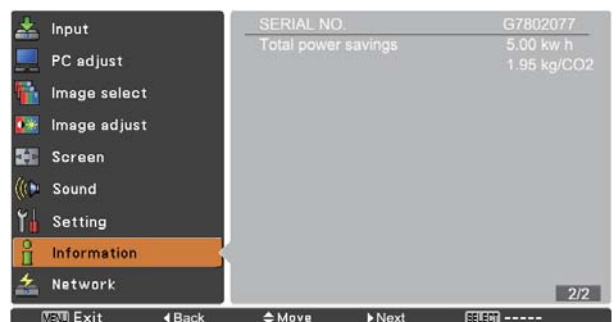 Input
PC adjust
Image select
Image adjust
Screen
Sound
Setting
Information
Network
SERIAL NO. G7802077
Total power savings 5.00 kw h
1.95 kg/CO2
2/2
MENU Exit Back Move Next SELECT -----